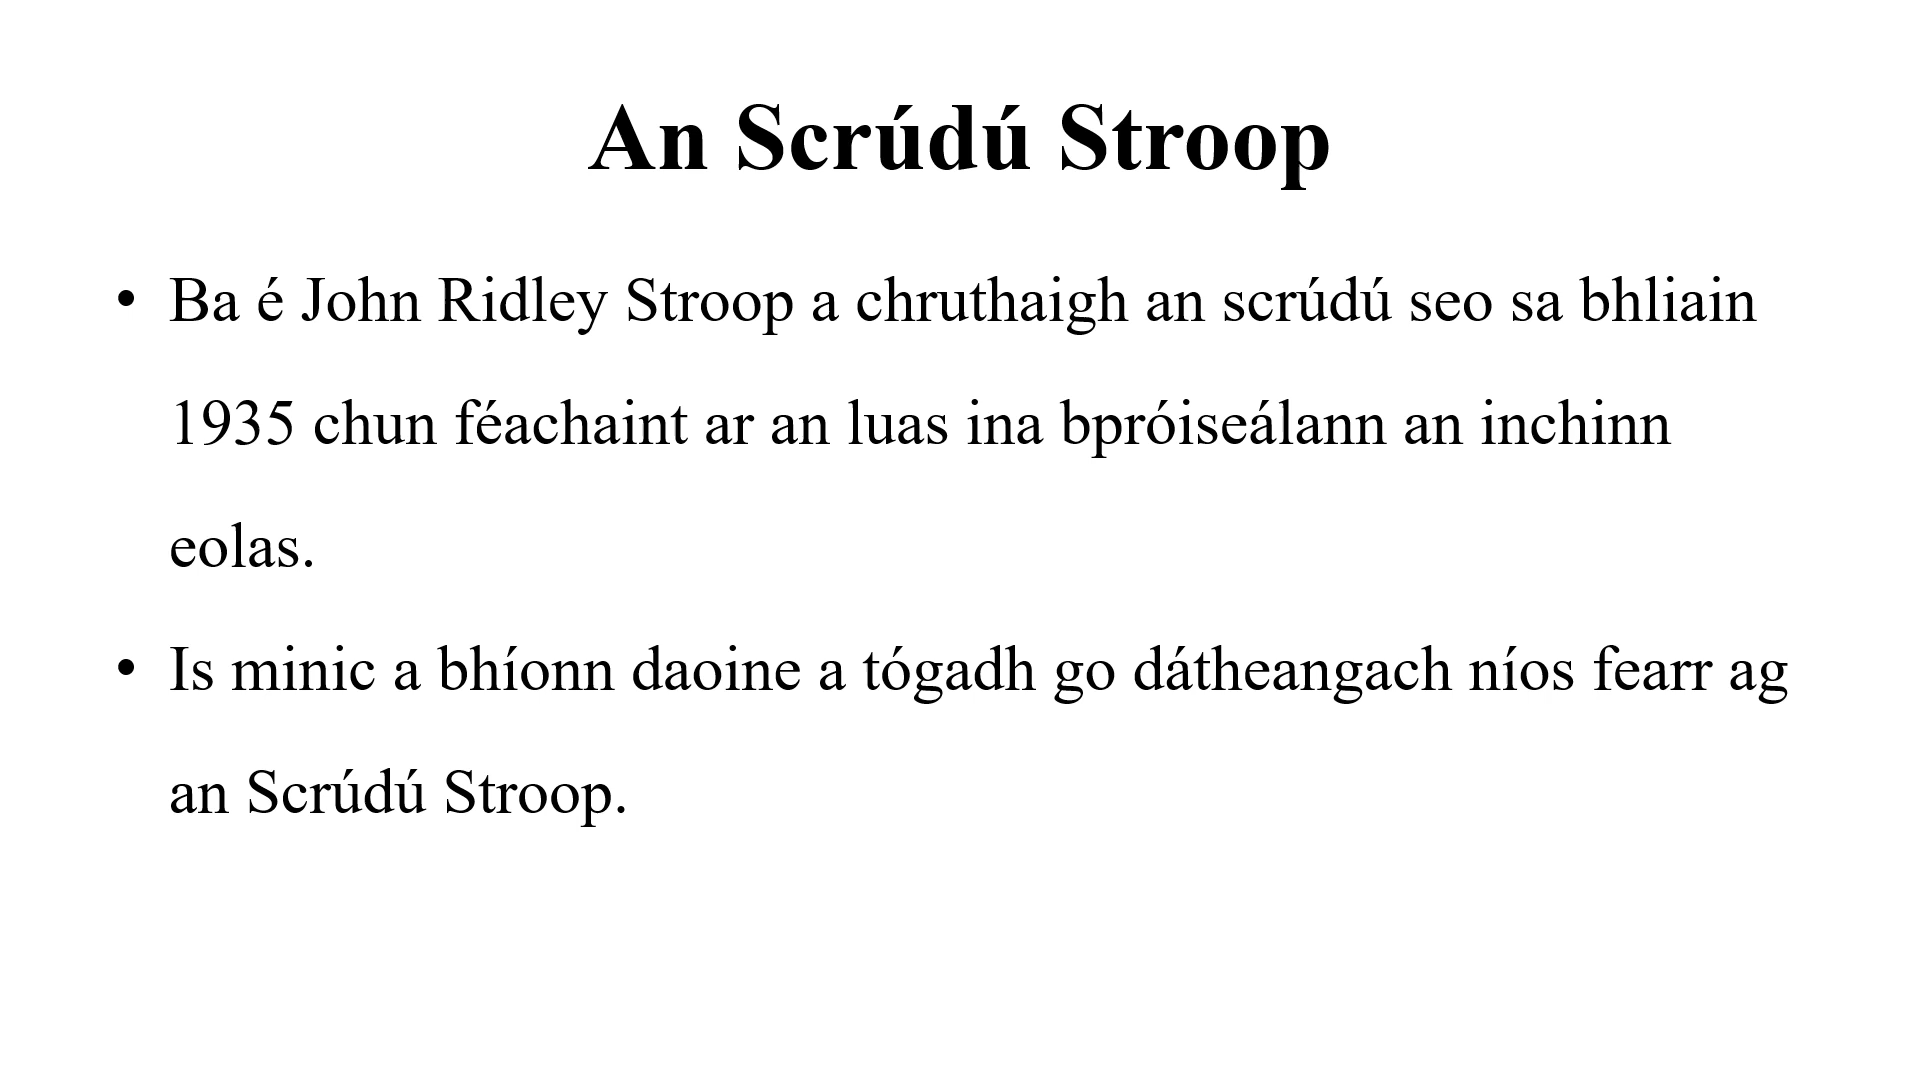 An Scrúdú Stroop
• Ba é John Ridley Stroop a chruthaigh an scrúdú seo sa bhliain
1935 chun féachaint ar an luas ina bpróiseálann an inchinn
eolas.
• Is minic a bhíonn daoine a tógadh go dátheangach níos fearr ag
an Scrúdú Stroop.